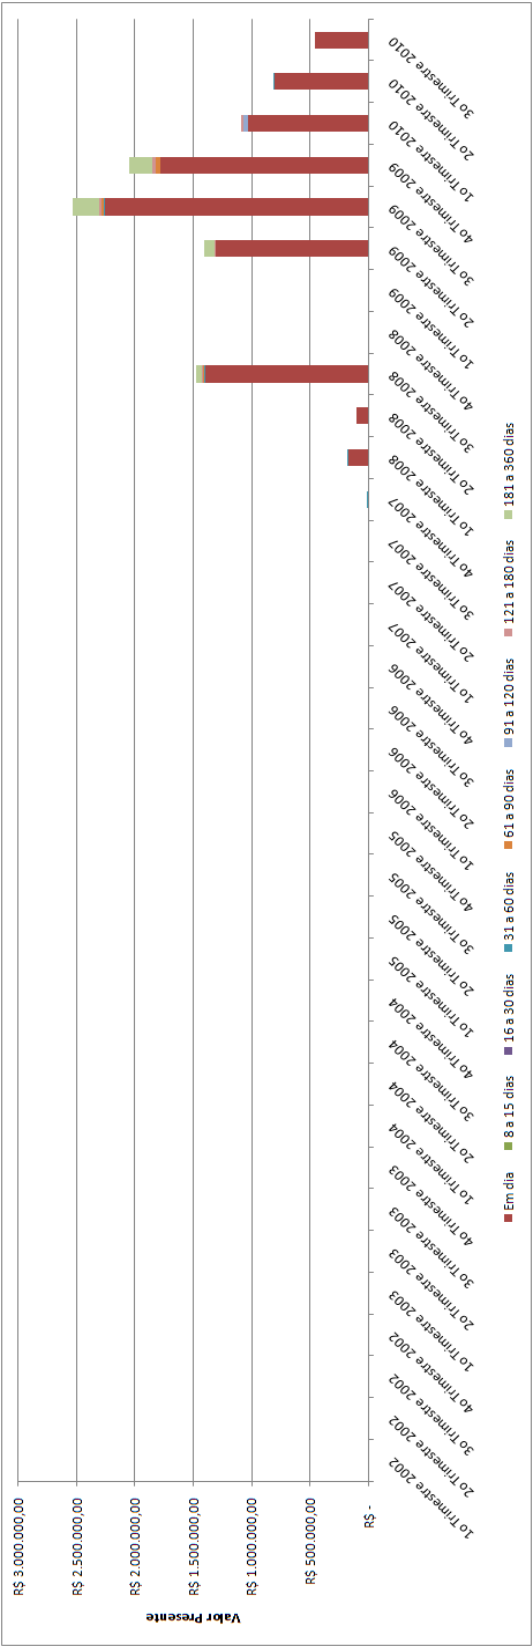 Valor Presente
R$ 3.000.000,00
R$ 2.500.000,00
R$ 2.000.000,00
R$ 1.500.000,00
R$ 1.000.000,00
R$ 500.000,00
R$ -
1o Trimestre 2002
2o Trimestre 2002
3o Trimestre 2002
4o Trimestre 2002
1o Trimestre 2003
2o Trimestre 2003
3o Trimestre 2003
4o Trimestre 2003
1o Trimestre 2004
2o Trimestre 2004
3o Trimestre 2004
4o Trimestre 2004
1o Trimestre 2005
2o Trimestre 2005
3o Trimestre 2005
4o Trimestre 2005
1o Trimestre 2006
2o Trimestre 2006
3o Trimestre 2006
4o Trimestre 2006
1o Trimestre 2007
2o Trimestre 2007
3o Trimestre 2007
4o Trimestre 2007
1o Trimestre 2008
2o Trimestre 2008
3o Trimestre 2008
4o Trimestre 2008
1o Trimestre 2009
2o Trimestre 2009
3o Trimestre 2009
4o Trimestre 2009
1o Trimestre 2010
2o Trimestre 2010
3o Trimestre 2010
Em dia
8 a 15 dias
16 a 30 dias
31 a 60 dias
61 a 90 dias
91 a 120 dias
121 a 180 dias
181 a 360 dias